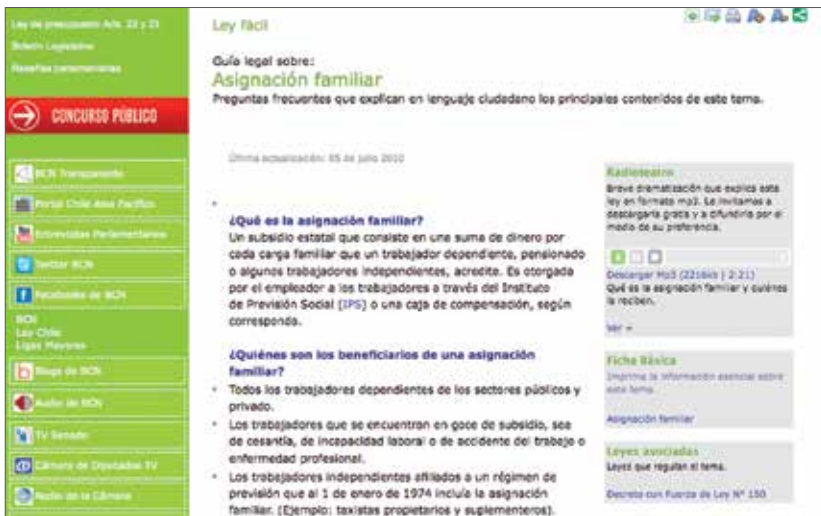 Ley de presupuesto Arts. 22 y 23
Boletín Legislativo
Reseñas parlamentarias
CONCURSO PÚBLICO
BCN Transparente
Portal Chile Asia Pacífico
Entrevistas Parlamentarias
Twitter BCN
Facebooks de BCN
BCN
Ley Chile
Ligas Mayores
Blogs de BCN
Audio de BCN
TV Senado
Cámara de Diputados TV
Radio de la Cámara
Ley fácil
Guía legal sobre:
Asignación familiar
Preguntas frecuentes que explican en lenguaje ciudadano los principales contenidos de este tema.
Última actualización: 05 de julio 2010
¿Qué es la asignación familiar?
Un subsidio estatal que consiste en una suma de dinero por
cada carga familiar que un trabajador dependiente, pensionado
o algunos trabajadores independientes, acredite. Es otorgada
por el empleador a los trabajadores a través del Instituto
de Previsión Social (IPS) o una caja de compensación, según
corresponda.
¿Quiénes son los beneficiarios de una asignación
familiar?
Todos los trabajadores dependientes de los sectores públicos y
privado.
Los trabajadores que se encuentran en goce de subsidio, sea
de cesantía, de incapacidad laboral o de accidente del trabajo o
enfermedad profesional.
Los trabajadores independientes afiliados a un régimen de
previsión que al 1 de enero de 1974 incluía la asignación
familiar. (Ejemplo: taxistas propietarios y suplementeros).
Radioteatro
Breve dramatización que explica esta
ley en formato mp3. Le invitamos a
descargarla gratis y a difundirla por el
medio de su preferencia.
Descargar Mp3 (2216kb | 2:21)
Qué es la asignación familiar y quiénes
la reciben.
Ver »
Ficha Básica
Imprima la información esencial sobre
este tema.
Asignación familiar
Leyes asociadas
Leyes que regulan el tema.
Decreto con Fuerza de Ley N° 150